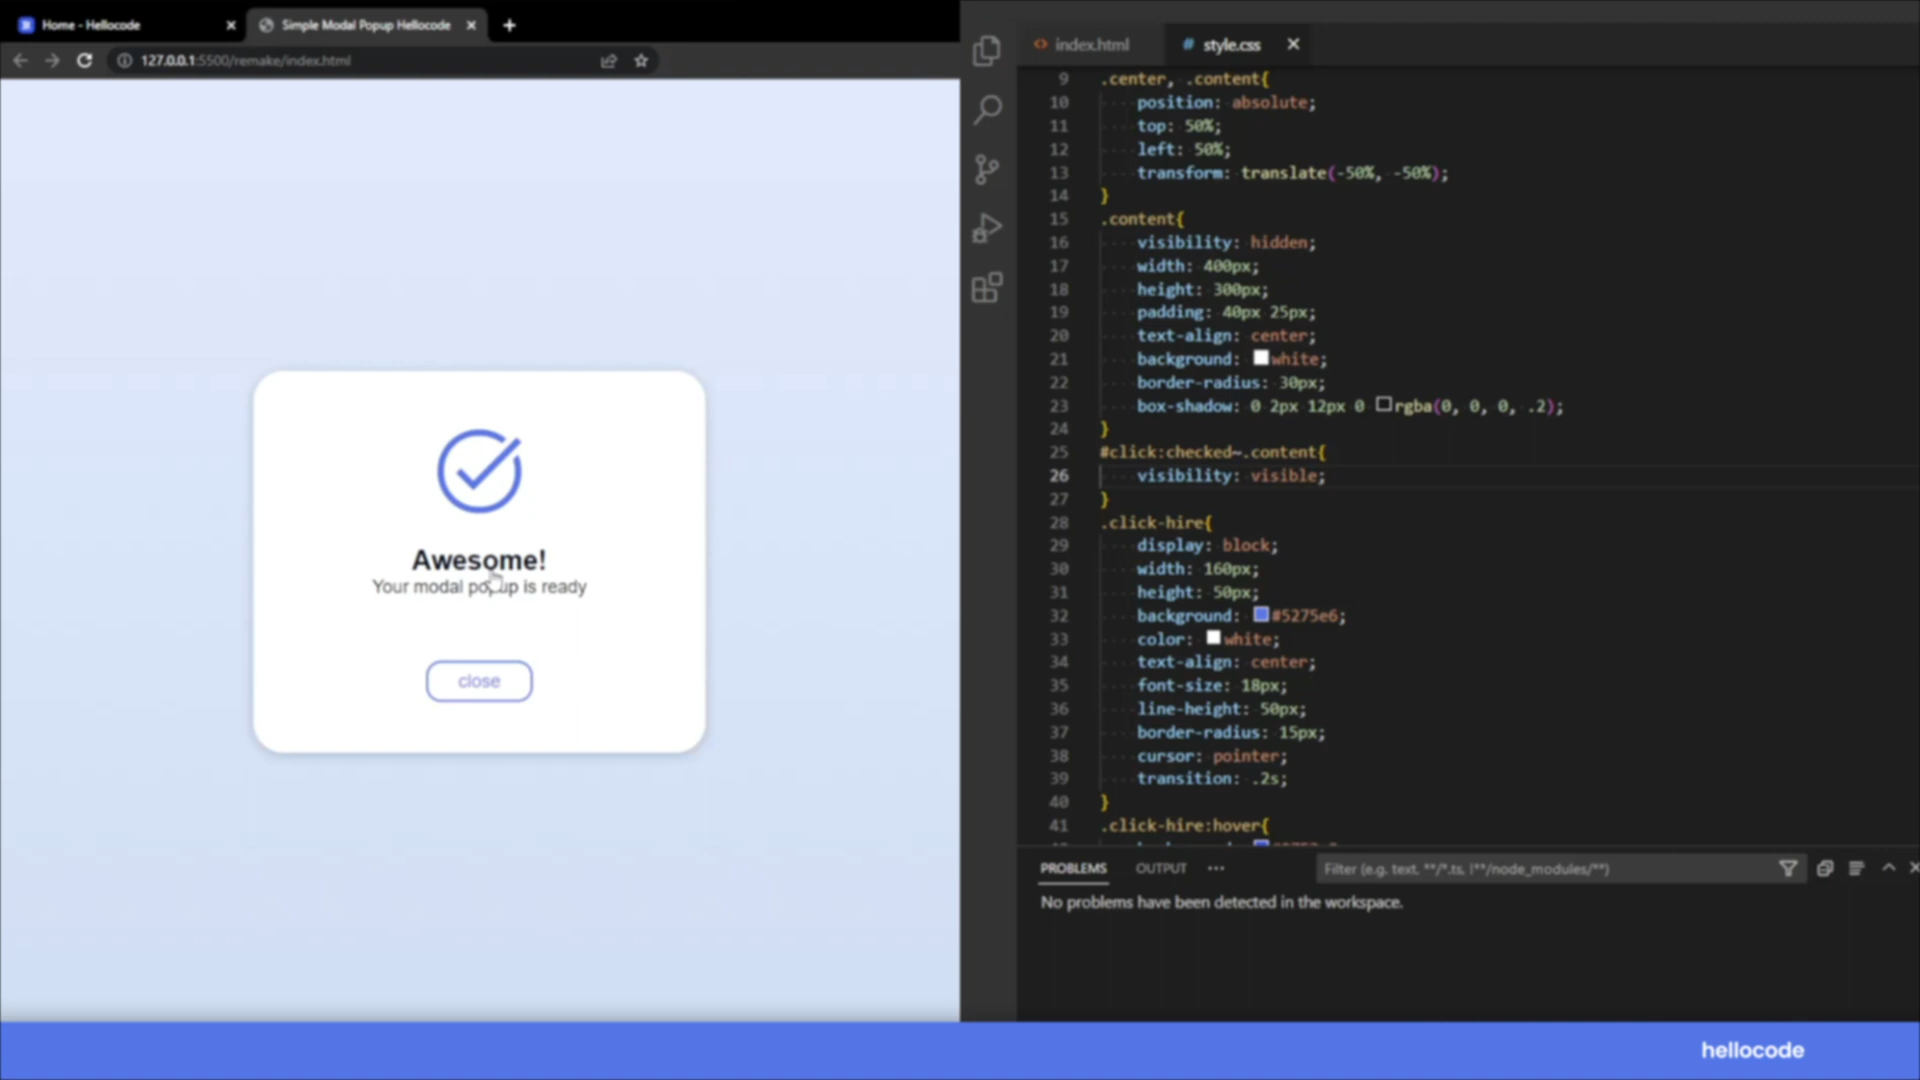 Home - Hellocode
Simple Modal Popup Hellocode
127.0.0.1:5500/remake/index.html
Awesome!
Your modal popup is ready
close
index.html
# style.css
9 .center, .content{
10 position: absolute;
11 top: 50%;
12 left: 50%;
13 transform: translate(-50%, -50%);
14 }
15 .content{
16 visibility: hidden;
17 width: 400px;
18 height: 300px;
19 padding: 40px 25px;
20 text-align: center;
21 background: white;
22 border-radius: 30px;
23 box-shadow: 0 2px 12px 0 rgba(0, 0, 0, .2);
24 }
25 #click:checked~.content{
26 visibility: visible;
27 }
28 .click-hire{
29 display: block;
30 width: 160px;
31 height: 50px;
32 background: #5275e6;
33 color: white;
34 text-align: center;
35 font-size: 18px;
36 line-height: 50px;
37 border-radius: 15px;
38 cursor: pointer;
39 transition: .2s;
40 }
41 .click-hire:hover{
PROBLEMS OUTPUT ··· Filter (e.g. text, **/*.ts, !**/node_modules/**)
No problems have been detected in the workspace.
hellocode